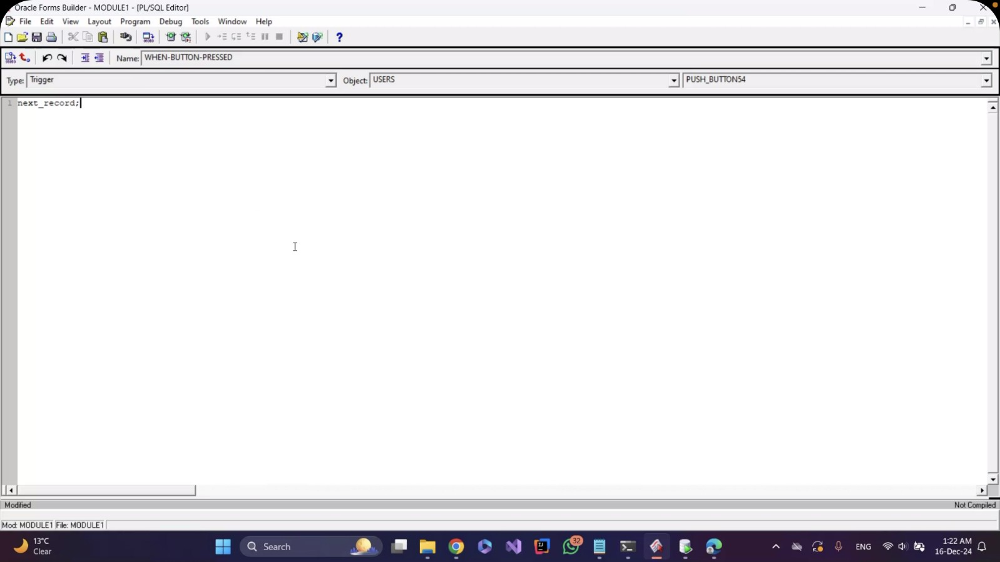 Oracle Forms Builder - MODULE1 - [PL/SQL Editor]
File Edit View Layout Program Debug Tools Window Help
Name: WHEN-BUTTON-PRESSED
Type: Trigger Object: USERS PUSH_BUTTON54
1 next_record;
Modified Not Compiled
Mod: MODULE1 File: MODULE1
13°C
Clear
Search
32
ENG
1:22 AM
16-Dec-24